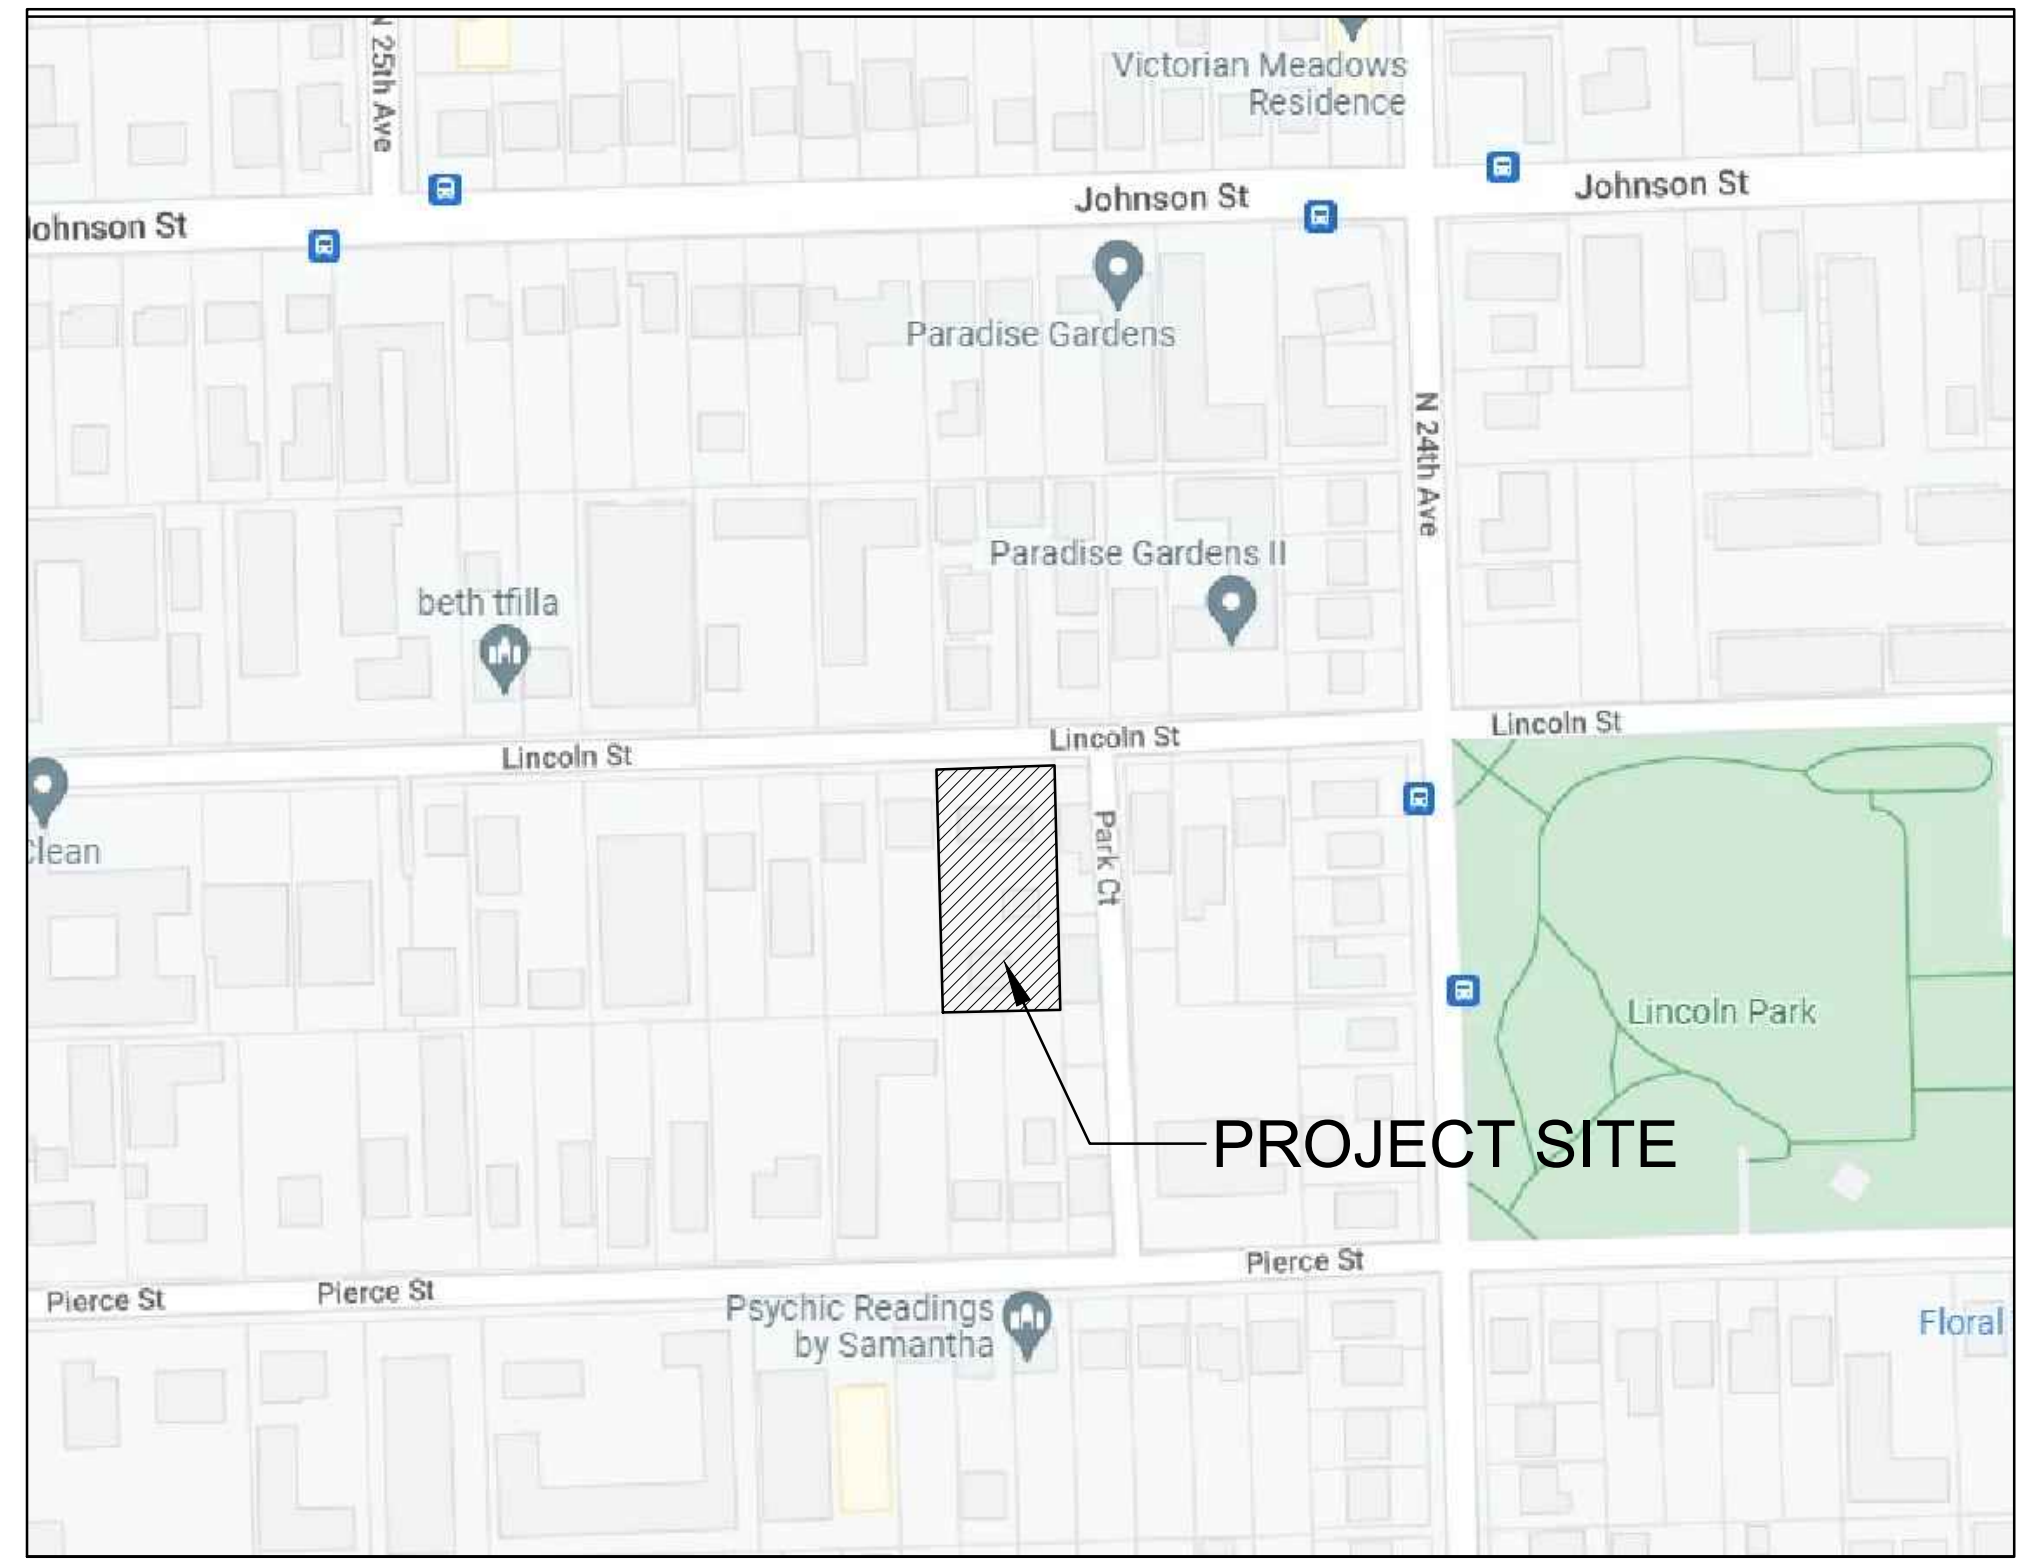 N 25th Ave
Victorian Meadows
Residence
Johnson St
Johnson St
Johnson St
Paradise Gardens
N 24th Ave
Paradise Gardens II
beth tfilla
Lincoln St
Lincoln St
Lincoln St
Clean
Park Ct
Lincoln Park
PROJECT SITE
Pierce St
Pierce St
Pierce St
Psychic Readings
by Samantha
Floral